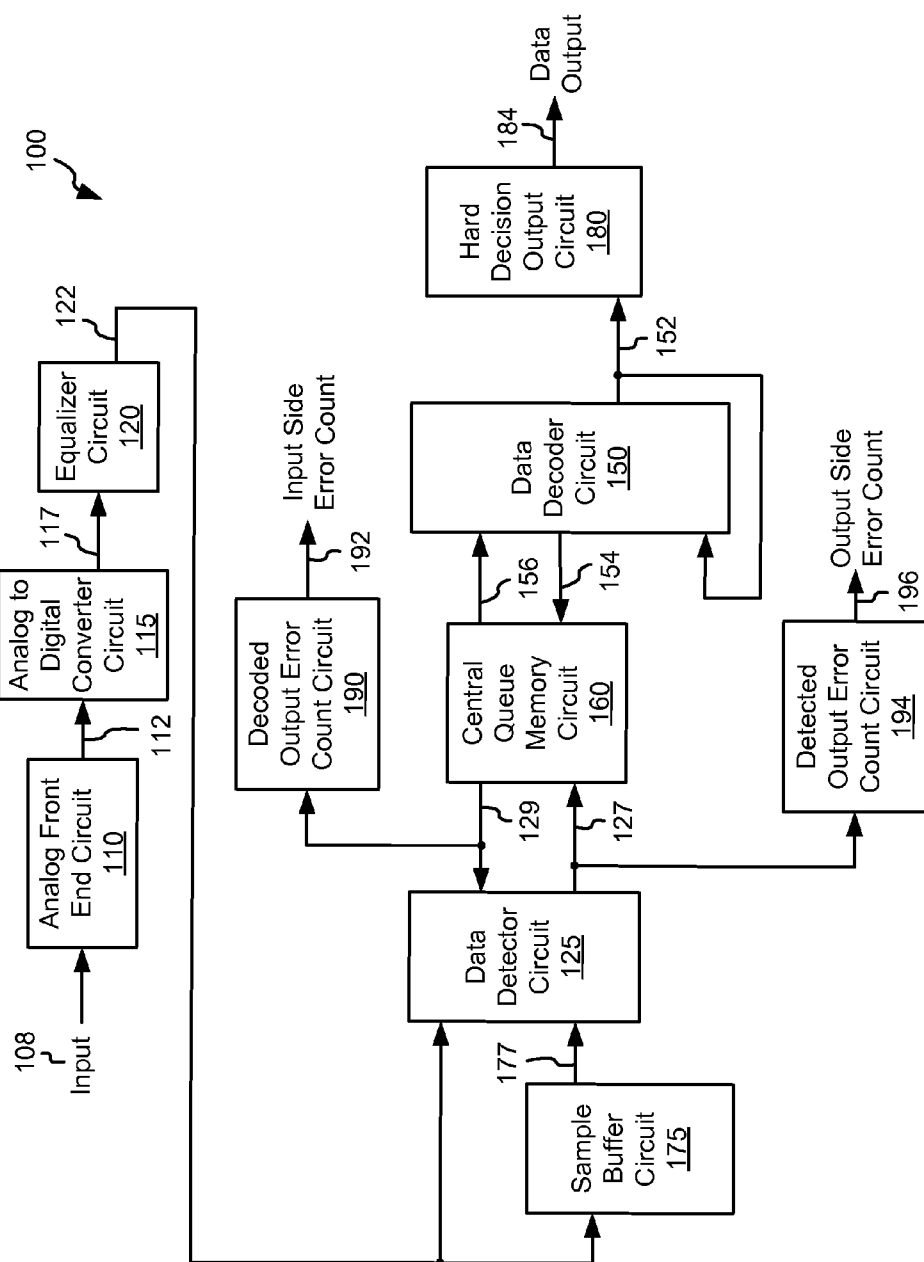 100
108
Input
Analog Front
End Circuit
110
112
Analog to
Digital
Converter
Circuit
115
117
Equalizer
Circuit
120
122
Decoded
Output Error
Count Circuit
190
192
Input Side
Error Count
Sample
Buffer
Circuit
175
177
Data
Detector
Circuit
125
129
127
Central
Queue
Memory
Circuit
160
156
154
Data
Decoder
Circuit
150
152
Hard
Decision
Output
Circuit
180
184
Data
Output
Detected
Output Error
Count Circuit
194
196
Output Side
Error Count